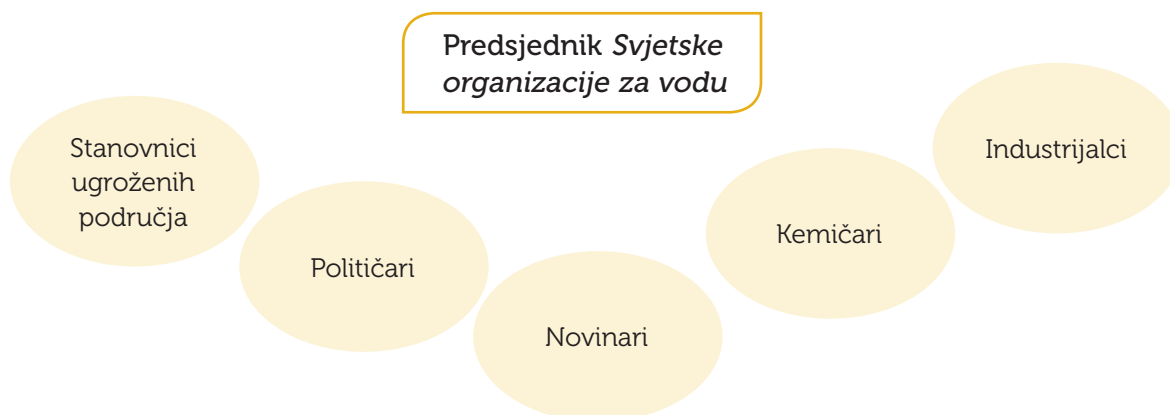 Predsjednik Svjetske
organizacije za vodu
Stanovnici
ugroženih
područja
Političari
Novinari
Kemičari
Industrijalci